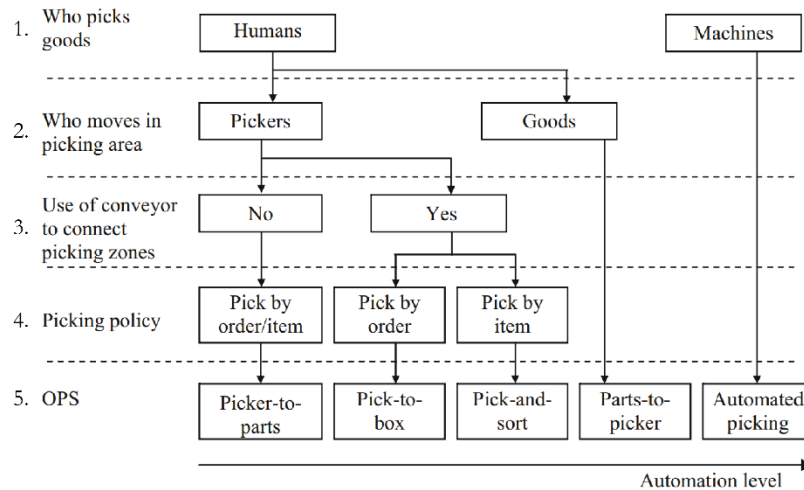 1. Who picks
goods
Humans
Machines
2. Who moves in
picking area
Pickers
Goods
3. Use of conveyor
to connect
picking zones
No
Yes
4. Picking policy
Pick by
order/item
Pick by
order
Pick by
item
5. OPS
Picker-to-
parts
Pick-to-
box
Pick-and-
sort
Parts-to-
picker
Automated
picking
Automation level